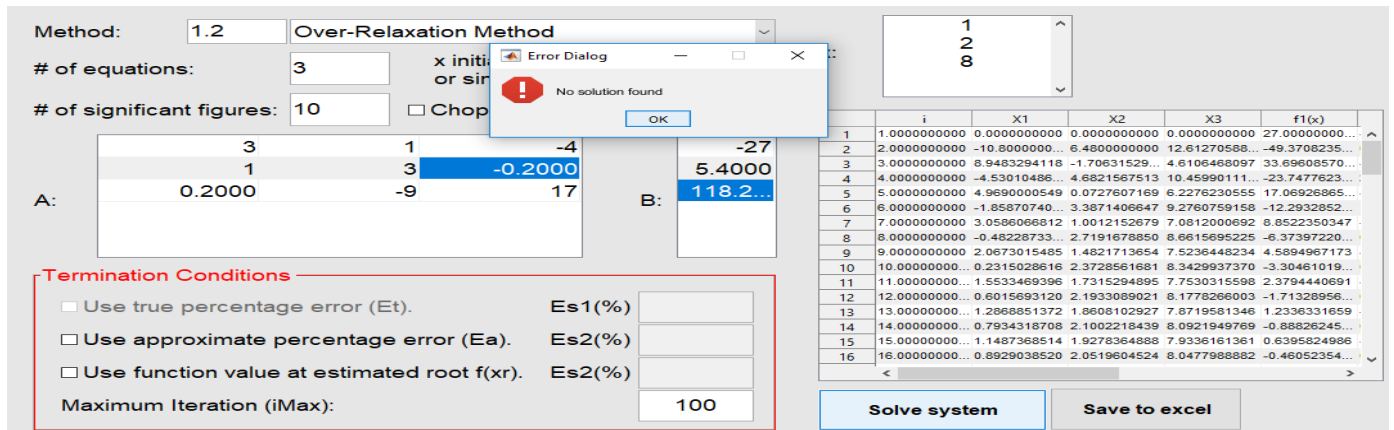 Method: 1.2 Over-Relaxation Method
# of equations: 3 x initi
or sin
# of significant figures: 10 Chop
Error Dialog
No solution found
OK
1
2
8
A:
3 1 -4
1 3 -0.2000
0.2000 -9 17
B:
-27
5.4000
118.2...
Termination Conditions
Use true percentage error (Et). Es1(%)
Use approximate percentage error (Ea). Es2(%)
Use function value at estimated root f(xr). Es2(%)
Maximum Iteration (iMax): 100
i X1 X2 X3 f1(x)
1 1.0000000000 0.0000000000 0.0000000000 0.0000000000 27.00000000...
2 2.0000000000 -10.8000000... 6.4800000000 12.61270588... -49.3708235...
3 3.0000000000 8.9483294118 -1.70631529... 4.6106468097 33.69608570...
4 4.0000000000 -4.53010486... 4.6821567513 10.45990111... -23.7477623...
5 5.0000000000 4.9690000549 0.0727607169 6.2276230555 17.06926865...
6 6.0000000000 -1.85870740... 3.3871406647 9.2760759158 -12.2932852...
7 7.0000000000 3.0586066812 1.0012152679 7.0812000692 8.8522350347
8 8.0000000000 -0.48228733... 2.7191678850 8.6615695225 -6.37397220...
9 9.0000000000 2.0673015485 1.4821713654 7.5236448234 4.5894967173
10 10.00000000... 0.2315028616 2.3728561681 8.3429937370 -3.30461019...
11 11.00000000... 1.5533469396 1.7315294895 7.7530315598 2.3794440691
12 12.00000000... 0.6015693120 2.1933089021 8.1778266003 -1.71328956...
13 13.00000000... 1.2868851372 1.8608102927 7.8719581346 1.2336331659
14 14.00000000... 0.7934318708 2.1002218439 8.0921949769 -0.88826245...
15 15.00000000... 1.1487368514 1.9278364888 7.9336161361 0.6395824986
16 16.00000000... 0.8929038520 2.0519604524 8.0477988882 -0.46052354...
Solve system Save to excel